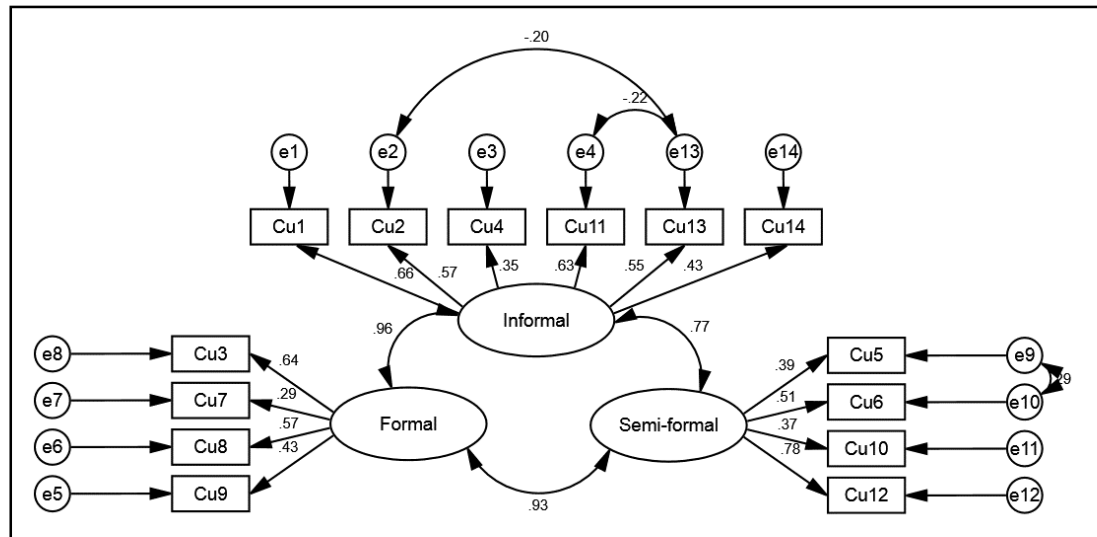 -.20
-.22
e1 e2 e3 e4 e13 e14
Cu1 Cu2 Cu4 Cu11 Cu13 Cu14
.66 .57 .35 .63 .55 .43
Informal
.96 .77
e8 Cu3 .64
e7 Cu7 .29
e6 Cu8 .57
e5 Cu9 .43
Formal
Semi-formal
.39 Cu5 e9
.29
.51 Cu6 e10
.37 Cu10 e11
.78 Cu12 e12
.93